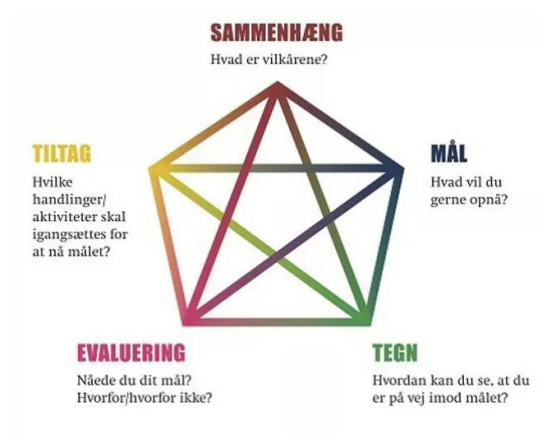 SAMMENHÆNG
Hvad er vilkårene?
TILTAG
Hvilke
handlinger/
aktiviteter skal
igangsættes for
at nå målet?
MÅL
Hvad vil du
gerne opnå?
EVALUERING
Nåede du dit mål?
Hvorfor/hvorfor ikke?
TEGN
Hvordan kan du se, at du
er på vej imod målet?